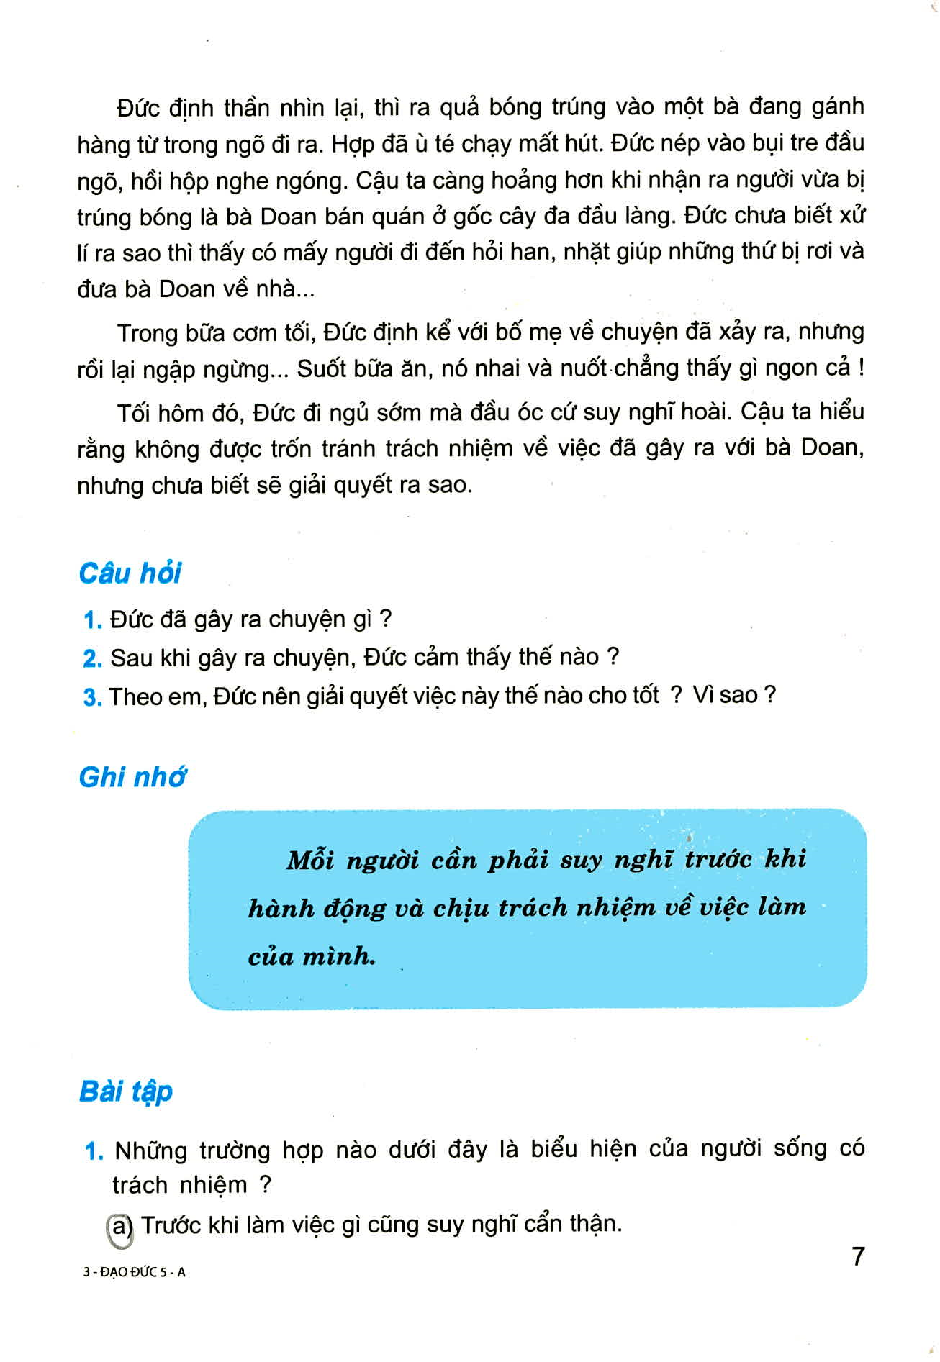 Đức định thần nhìn lại, thì ra quả bóng trúng vào một bà đang gánh
hàng từ trong ngõ đi ra. Hợp đã ù té chạy mất hút. Đức nép vào bụi tre đầu
ngõ, hồi hộp nghe ngóng. Cậu ta càng hoảng hơn khi nhận ra người vừa bị
trúng bóng là bà Doan bán quán ở gốc cây đa đầu làng. Đức chưa biết xử
lí ra sao thì thấy có mấy người đi đến hỏi han, nhặt giúp những thứ bị rơi và
đưa bà Doan về nhà...
Trong bữa cơm tối, Đức định kể với bố mẹ về chuyện đã xảy ra, nhưng
rồi lại ngập ngừng... Suốt bữa ăn, nó nhai và nuốt chẳng thấy gì ngon cả !
Tối hôm đó, Đức đi ngủ sớm mà đầu óc cứ suy nghĩ hoài. Cậu ta hiểu
rằng không được trốn tránh trách nhiệm về việc đã gây ra với bà Doan,
nhưng chưa biết sẽ giải quyết ra sao.
Câu hỏi
1. Đức đã gây ra chuyện gì ?
2. Sau khi gây ra chuyện, Đức cảm thấy thế nào ?
3. Theo em, Đức nên giải quyết việc này thế nào cho tốt ? Vì sao ?
Ghi nhớ
Mỗi người cần phải suy nghĩ trước khi
hành động và chịu trách nhiệm về việc làm
của mình.
Bài tập
1. Những trường hợp nào dưới đây là biểu hiện của người sống có
trách nhiệm ?
a) Trước khi làm việc gì cũng suy nghĩ cẩn thận.
7
3 - ĐẠO ĐỨC 5 - A